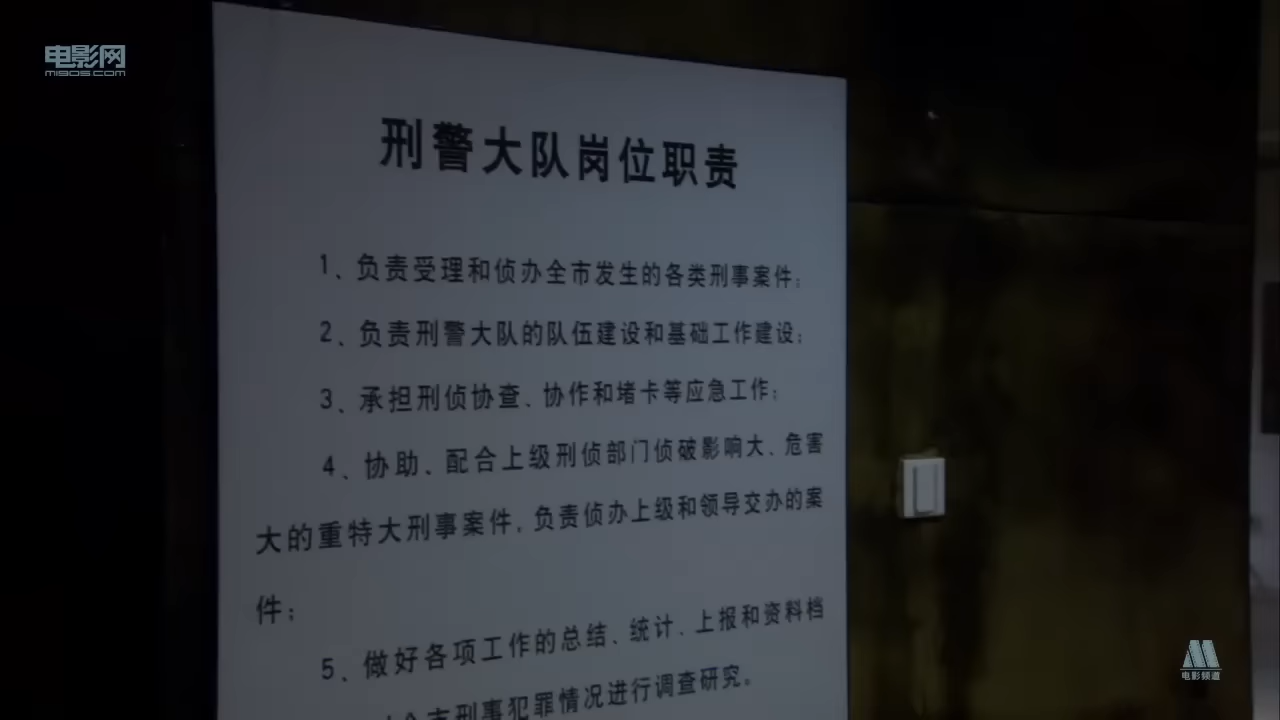 电影网
m1905.com
刑警大队岗位职责
1、负责受理和侦办全市发生的各类刑事案件；
2、负责刑警大队的队伍建设和基础工作建设；
3、承担刑侦协查、协作和堵卡等应急工作；
4、协助、配合上级刑侦部门侦破影响大、危害
大的重特大刑事案件，负责侦办上级和领导交办的案
件；
5、做好各项工作的总结、统计、上报和资料档
市刑事犯罪情况进行调查研究。
电影频道